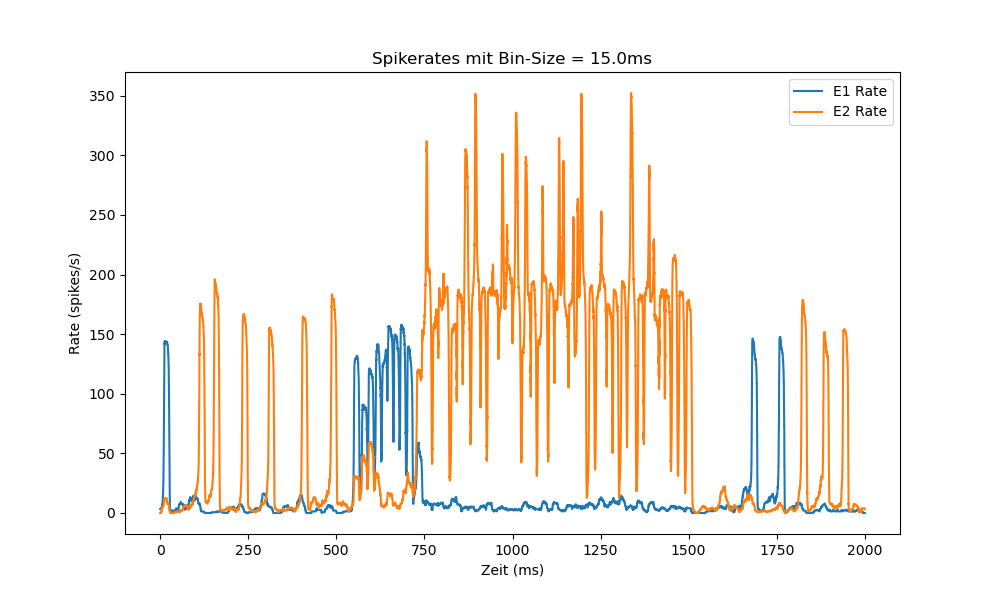 Spikerates mit Bin-Size = 15.0ms
E1 Rate
E2 Rate
Rate (spikes/s)
350
300
250
200
150
100
50
0
0 250 500 750 1000 1250 1500 1750 2000
Zeit (ms)